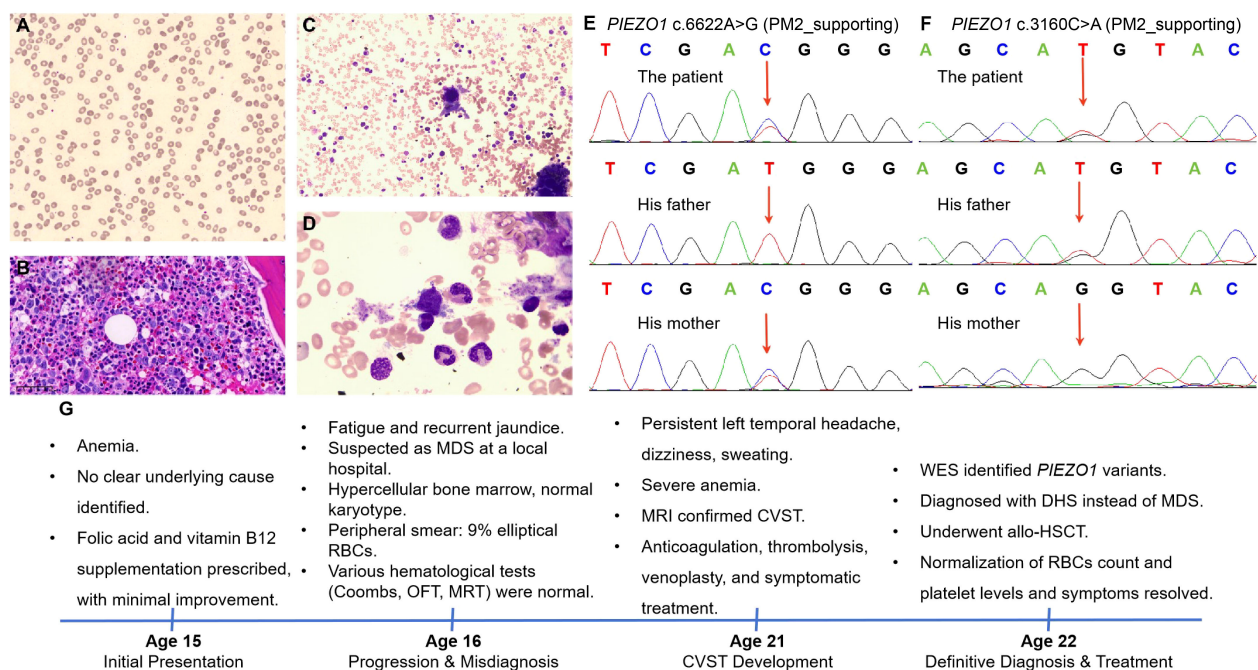 A
B
C
D
E PIEZO1 c.6622A>G (PM2_supporting)
T C G A C G G G
The patient
T C G A T G G G
His father
T C G A C G G G
His mother
F PIEZO1 c.3160C>A (PM2_supporting)
A G C A T G T A C
The patient
A G C A T G T A C
His father
A G C A G G T A C
His mother
G
• Anemia.
• No clear underlying cause
identified.
• Folic acid and vitamin B12
supplementation prescribed,
with minimal improvement.
• Fatigue and recurrent jaundice.
• Suspected as MDS at a local
hospital.
• Hypercellular bone marrow, normal
karyotype.
• Peripheral smear: 9% elliptical
RBCs.
• Various hematological tests
(Coombs, OFT, MRT) were normal.
• Persistent left temporal headache,
dizziness, sweating.
• Severe anemia.
• MRI confirmed CVST.
• Anticoagulation, thrombolysis,
venoplasty, and symptomatic
treatment.
• WES identified PIEZO1 variants.
• Diagnosed with DHS instead of MDS.
• Underwent allo-HSCT.
• Normalization of RBCs count and
platelet levels and symptoms resolved.
Age 15
Initial Presentation
Age 16
Progression & Misdiagnosis
Age 21
CVST Development
Age 22
Definitive Diagnosis & Treatment